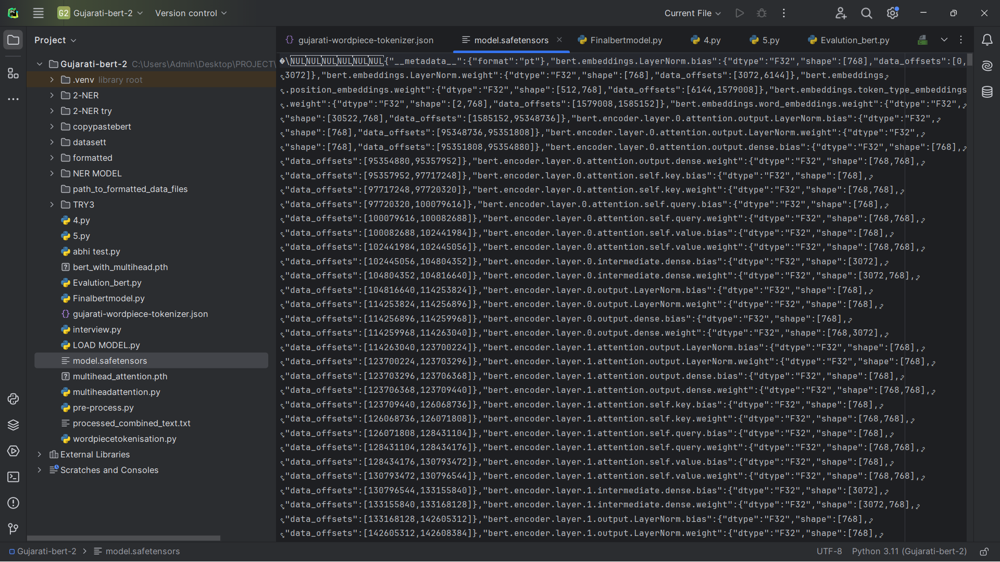 G2 Gujarati-bert-2
Version control
Current File
Project
gujarati-wordpiece-tokenizer.json
model.safetensors
Finalbertmodel.py
4.py
5.py
Evalution_bert.py
Gujarati-bert-2 C:\Users\Admin\Desktop\PROJECT\
.venv library root
2-NER
2-NER try
copypastebert
datasett
formatted
NER MODEL
path_to_formatted_data_files
TRY3
4.py
5.py
abhi test.py
bert_with_multihead.pth
Evalution_bert.py
Finalbertmodel.py
gujarati-wordpiece-tokenizer.json
interview.py
LOAD MODEL.py
model.safetensors
multihead_attention.pth
multiheadattention.py
pre-process.py
processed_combined_text.txt
wordpiecetokenisation.py
External Libraries
Scratches and Consoles
�\NULNULNULNULNULNUL{"__metadata__":{"format":"pt"},"bert.embeddings.LayerNorm.bias":{"dtype":"F32","shape":[768],"data_offsets":[0,
3072]},"bert.embeddings.LayerNorm.weight":{"dtype":"F32","shape":[768],"data_offsets":[3072,6144]},"bert.embeddings
.position_embeddings.weight":{"dtype":"F32","shape":[512,768],"data_offsets":[6144,1579008]},"bert.embeddings.token_type_embeddings
.weight":{"dtype":"F32","shape":[2,768],"data_offsets":[1579008,1585152]},"bert.embeddings.word_embeddings.weight":{"dtype":"F32",
"shape":[30522,768],"data_offsets":[1585152,95348736]},"bert.encoder.layer.0.attention.output.LayerNorm.bias":{"dtype":"F32",
"shape":[768],"data_offsets":[95348736,95351808]},"bert.encoder.layer.0.attention.output.LayerNorm.weight":{"dtype":"F32",
"shape":[768],"data_offsets":[95351808,95354880]},"bert.encoder.layer.0.attention.output.dense.bias":{"dtype":"F32","shape":[768],
"data_offsets":[95354880,95357952]},"bert.encoder.layer.0.attention.output.dense.weight":{"dtype":"F32","shape":[768,768],
"data_offsets":[95357952,97717248]},"bert.encoder.layer.0.attention.self.key.bias":{"dtype":"F32","shape":[768],
"data_offsets":[97717248,97720320]},"bert.encoder.layer.0.attention.self.key.weight":{"dtype":"F32","shape":[768,768],
"data_offsets":[97720320,100079616]},"bert.encoder.layer.0.attention.self.query.bias":{"dtype":"F32","shape":[768],
"data_offsets":[100079616,100082688]},"bert.encoder.layer.0.attention.self.query.weight":{"dtype":"F32","shape":[768,768],
"data_offsets":[100082688,102441984]},"bert.encoder.layer.0.attention.self.value.bias":{"dtype":"F32","shape":[768],
"data_offsets":[102441984,102445056]},"bert.encoder.layer.0.attention.self.value.weight":{"dtype":"F32","shape":[768,768],
"data_offsets":[102445056,104804352]},"bert.encoder.layer.0.intermediate.dense.bias":{"dtype":"F32","shape":[3072],
"data_offsets":[104804352,104816640]},"bert.encoder.layer.0.intermediate.dense.weight":{"dtype":"F32","shape":[3072,768],
"data_offsets":[104816640,114253824]},"bert.encoder.layer.0.output.LayerNorm.bias":{"dtype":"F32","shape":[768],
"data_offsets":[114253824,114256896]},"bert.encoder.layer.0.output.LayerNorm.weight":{"dtype":"F32","shape":[768],
"data_offsets":[114256896,114259968]},"bert.encoder.layer.0.output.dense.bias":{"dtype":"F32","shape":[768],
"data_offsets":[114259968,114263040]},"bert.encoder.layer.0.output.dense.weight":{"dtype":"F32","shape":[768,3072],
"data_offsets":[114263040,123700224]},"bert.encoder.layer.1.attention.output.LayerNorm.bias":{"dtype":"F32","shape":[768],
"data_offsets":[123700224,123703296]},"bert.encoder.layer.1.attention.output.LayerNorm.weight":{"dtype":"F32","shape":[768],
"data_offsets":[123703296,123706368]},"bert.encoder.layer.1.attention.output.dense.bias":{"dtype":"F32","shape":[768],
"data_offsets":[123706368,123709440]},"bert.encoder.layer.1.attention.output.dense.weight":{"dtype":"F32","shape":[768,768],
"data_offsets":[123709440,126068736]},"bert.encoder.layer.1.attention.self.key.bias":{"dtype":"F32","shape":[768],
"data_offsets":[126068736,126071808]},"bert.encoder.layer.1.attention.self.key.weight":{"dtype":"F32","shape":[768,768],
"data_offsets":[126071808,128431104]},"bert.encoder.layer.1.attention.self.query.bias":{"dtype":"F32","shape":[768],
"data_offsets":[128431104,128434176]},"bert.encoder.layer.1.attention.self.query.weight":{"dtype":"F32","shape":[768,768],
"data_offsets":[128434176,130793472]},"bert.encoder.layer.1.attention.self.value.bias":{"dtype":"F32","shape":[768],
"data_offsets":[130793472,130796544]},"bert.encoder.layer.1.attention.self.value.weight":{"dtype":"F32","shape":[768,768],
"data_offsets":[130796544,133155840]},"bert.encoder.layer.1.intermediate.dense.bias":{"dtype":"F32","shape":[3072],
"data_offsets":[133155840,133168128]},"bert.encoder.layer.1.intermediate.dense.weight":{"dtype":"F32","shape":[3072,768],
"data_offsets":[133168128,142605312]},"bert.encoder.layer.1.output.LayerNorm.bias":{"dtype":"F32","shape":[768],
"data_offsets":[142605312,142608384]},"bert.encoder.layer.1.output.LayerNorm.weight":{"dtype":"F32","shape":[768],
Gujarati-bert-2 > model.safetensors
UTF-8
Python 3.11 (Gujarati-bert-2)